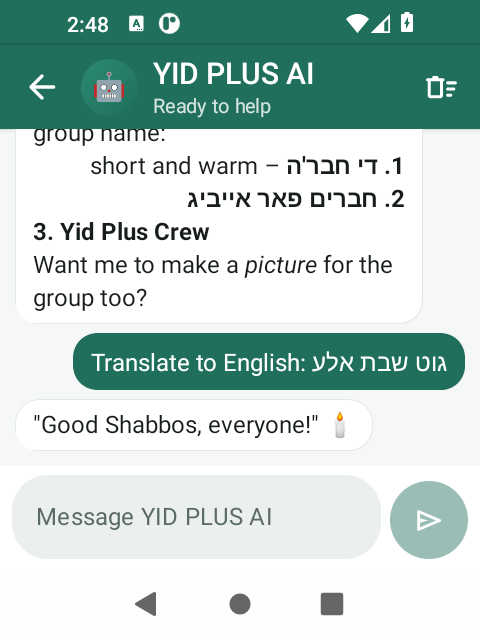 2:48
YID PLUS AI
Ready to help
group name:
1. די חבר'ה – short and warm
2. חברים פאר אייביג
3. Yid Plus Crew
Want me to make a picture for the
group too?
Translate to English: גוט שבת אלע
"Good Shabbos, everyone!" 🕯️
Message YID PLUS AI